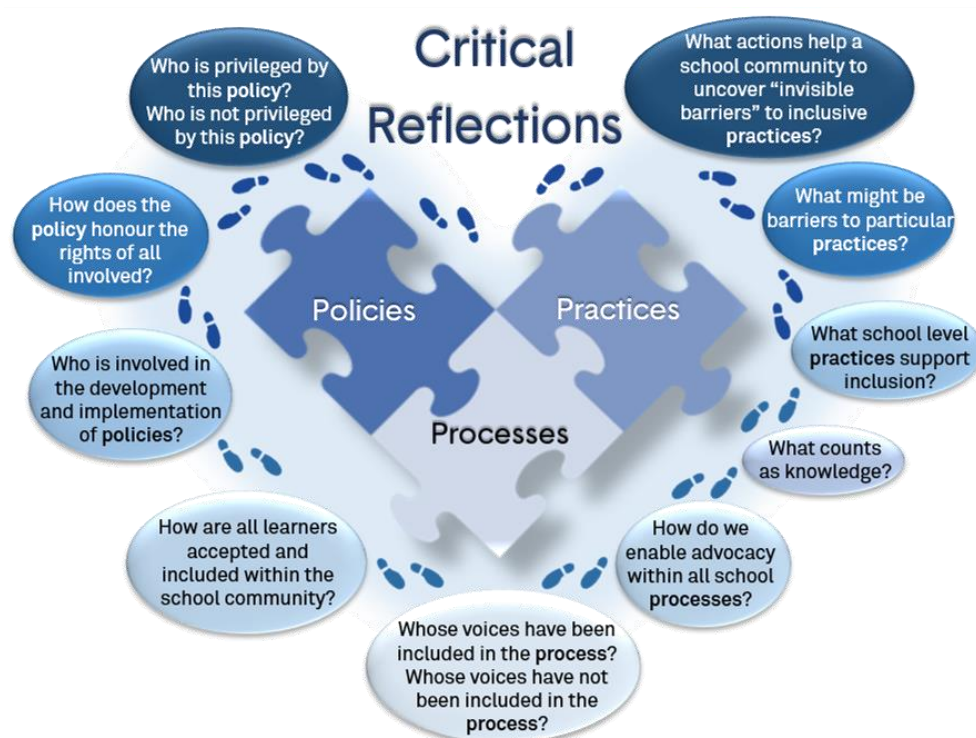 Critical
Reflections
Who is privileged by
this policy?
Who is not privileged
by this policy?
What actions help a
school community to
uncover “invisible
barriers” to inclusive
practices?
How does the
policy honour the
rights of all
involved?
What might be
barriers to particular
practices?
Policies
Practices
Processes
Who is involved in
the development
and implementation
of policies?
What school level
practices support
inclusion?
What counts
as knowledge?
How are all learners
accepted and
included within the
school community?
How do we
enable advocacy
within all school
processes?
Whose voices have been
included in the process?
Whose voices have not
been included in the
process?